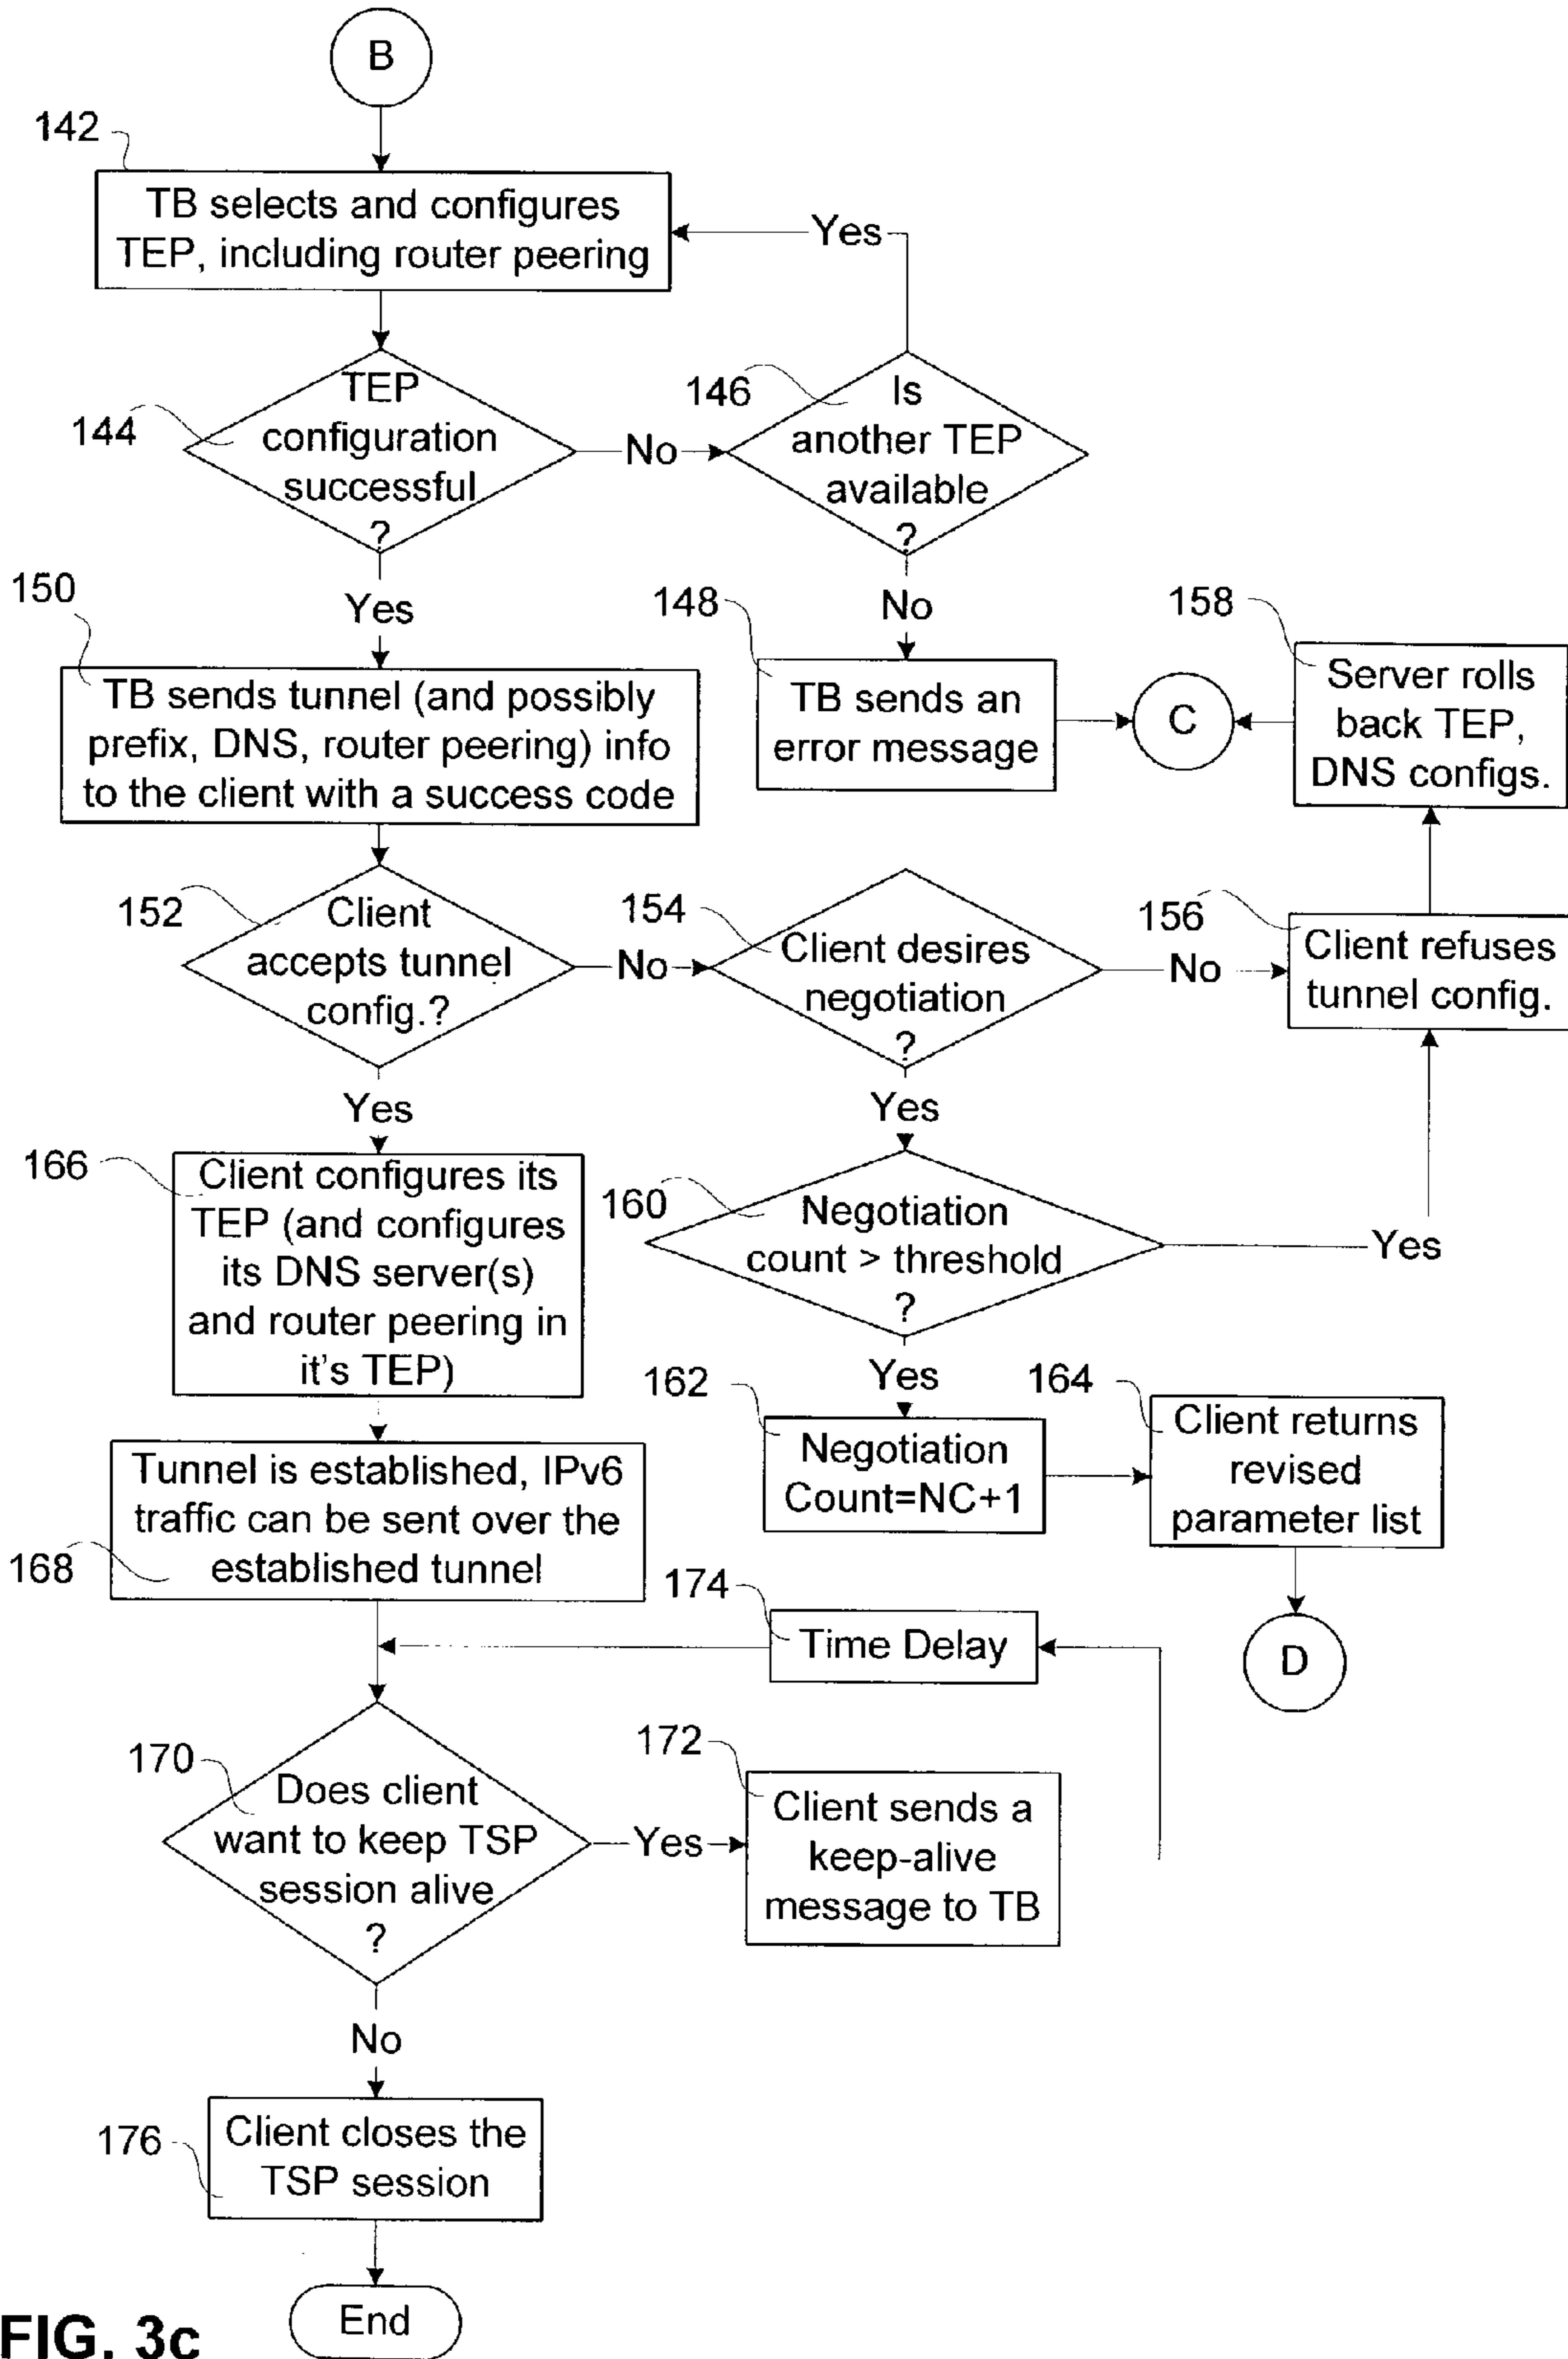 B
142
TB selects and configures
TEP, including router peering
Yes
144
TEP
configuration
successful
?
No
146
Is
another TEP
available
?
Yes
No
150
TB sends tunnel (and possibly
prefix, DNS, router peering) info
to the client with a success code
148
TB sends an
error message
C
158
Server rolls
back TEP,
DNS configs.
152
Client
accepts tunnel
config.?
No
154
Client desires
negotiation
?
No
156
Client refuses
tunnel config.
Yes
Yes
166
Client configures its
TEP (and configures
its DNS server(s)
and router peering in
it's TEP)
160
Negotiation
count > threshold
?
Yes
Yes
162
Negotiation
Count=NC+1
164
Client returns
revised
parameter list
D
168
Tunnel is established, IPv6
traffic can be sent over the
established tunnel
174
Time Delay
170
Does client
want to keep TSP
session alive
?
Yes
172
Client sends a
keep-alive
message to TB
No
176
Client closes the
TSP session
End
FIG. 3c